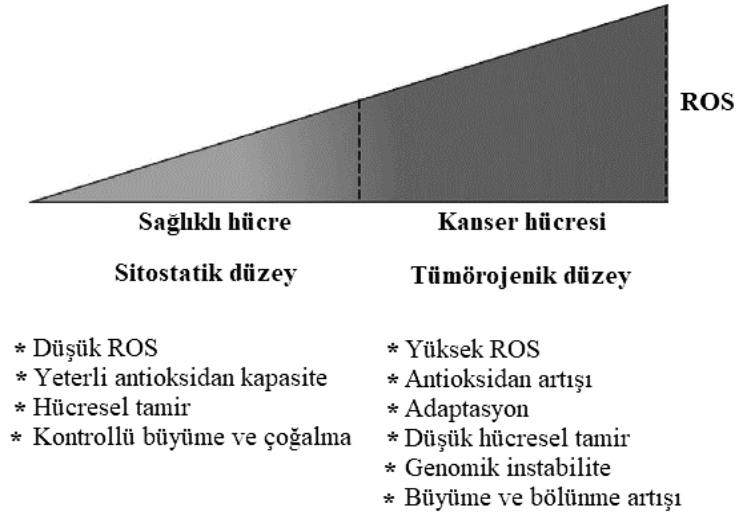 ROS
Sağlıklı hücre
Sitostatik düzey
Kanser hücresi
Tümörojenik düzey
* Düşük ROS
* Yeterli antioksidan kapasite
* Hücresel tamir
* Kontrollü büyüme ve çoğalma
* Yüksek ROS
* Antioksidan artışı
* Adaptasyon
* Düşük hücresel tamir
* Genomik instabilite
* Büyüme ve bölünme artışı